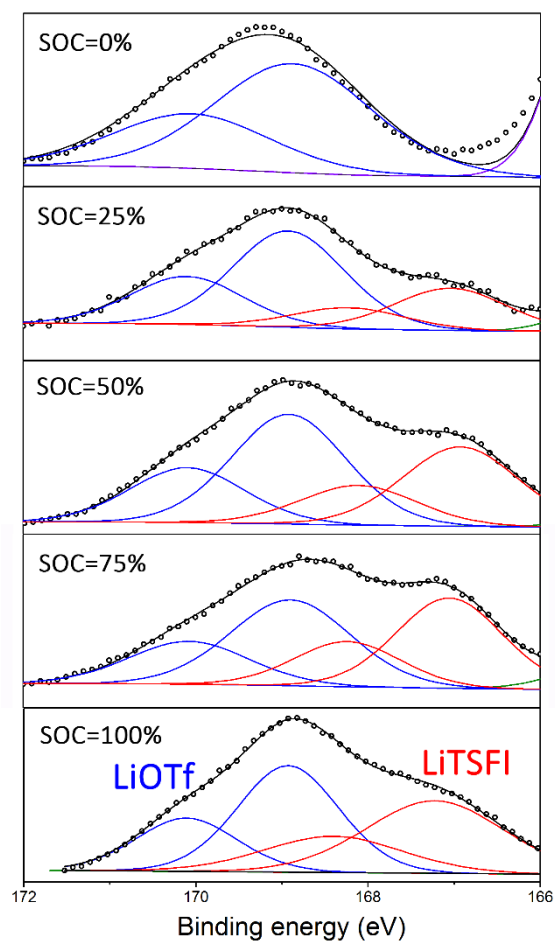 SOC=0%
SOC=25%
SOC=50%
SOC=75%
SOC=100%
LiOTf LiTSFI
172 170 168 166
Binding energy (eV)